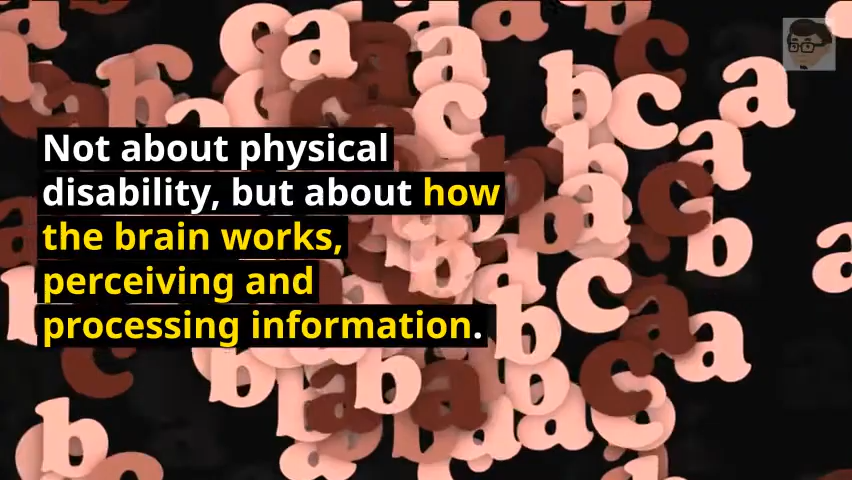 Not about physical
disability, but about how
the brain works,
perceiving and
processing information.